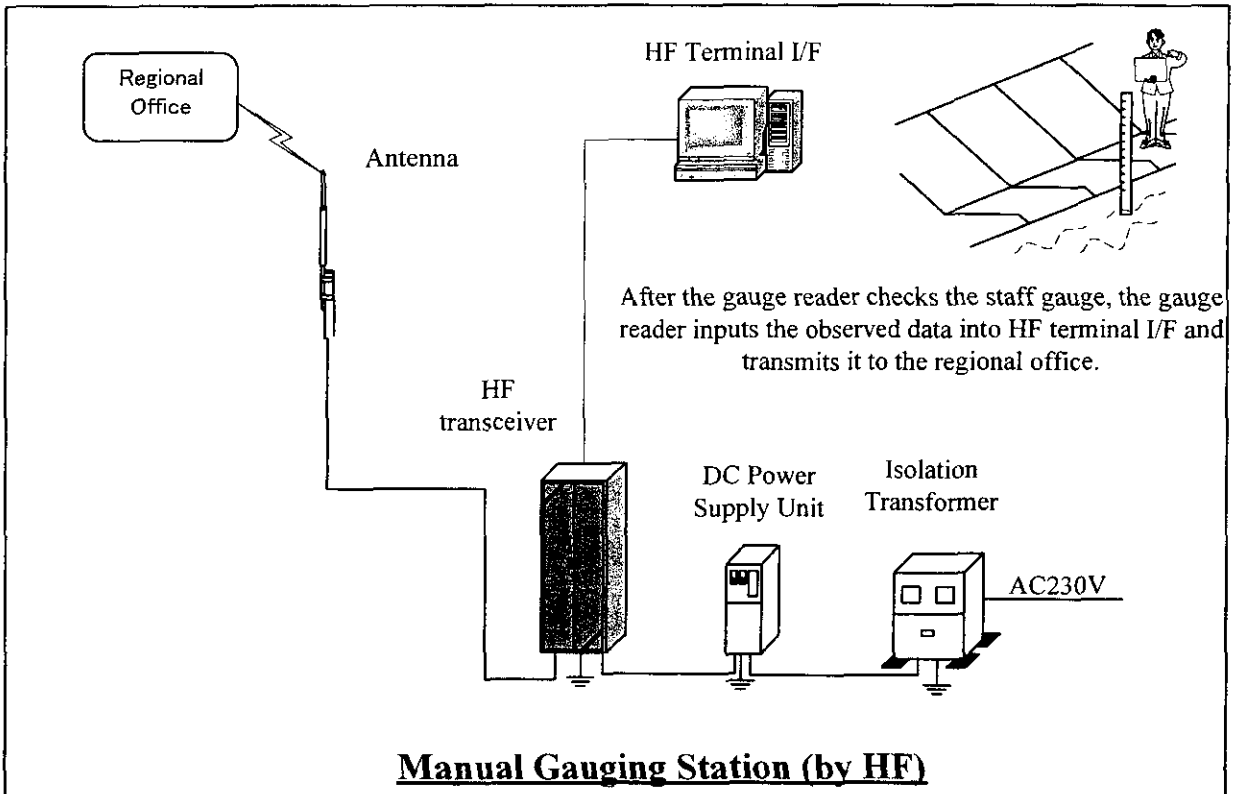 Regional
Office
Antenna
HF Terminal I/F
After the gauge reader checks the staff gauge, the gauge
reader inputs the observed data into HF terminal I/F and
transmits it to the regional office.
HF
transceiver
DC Power
Supply Unit
Isolation
Transformer
AC230V
Manual Gauging Station (by HF)